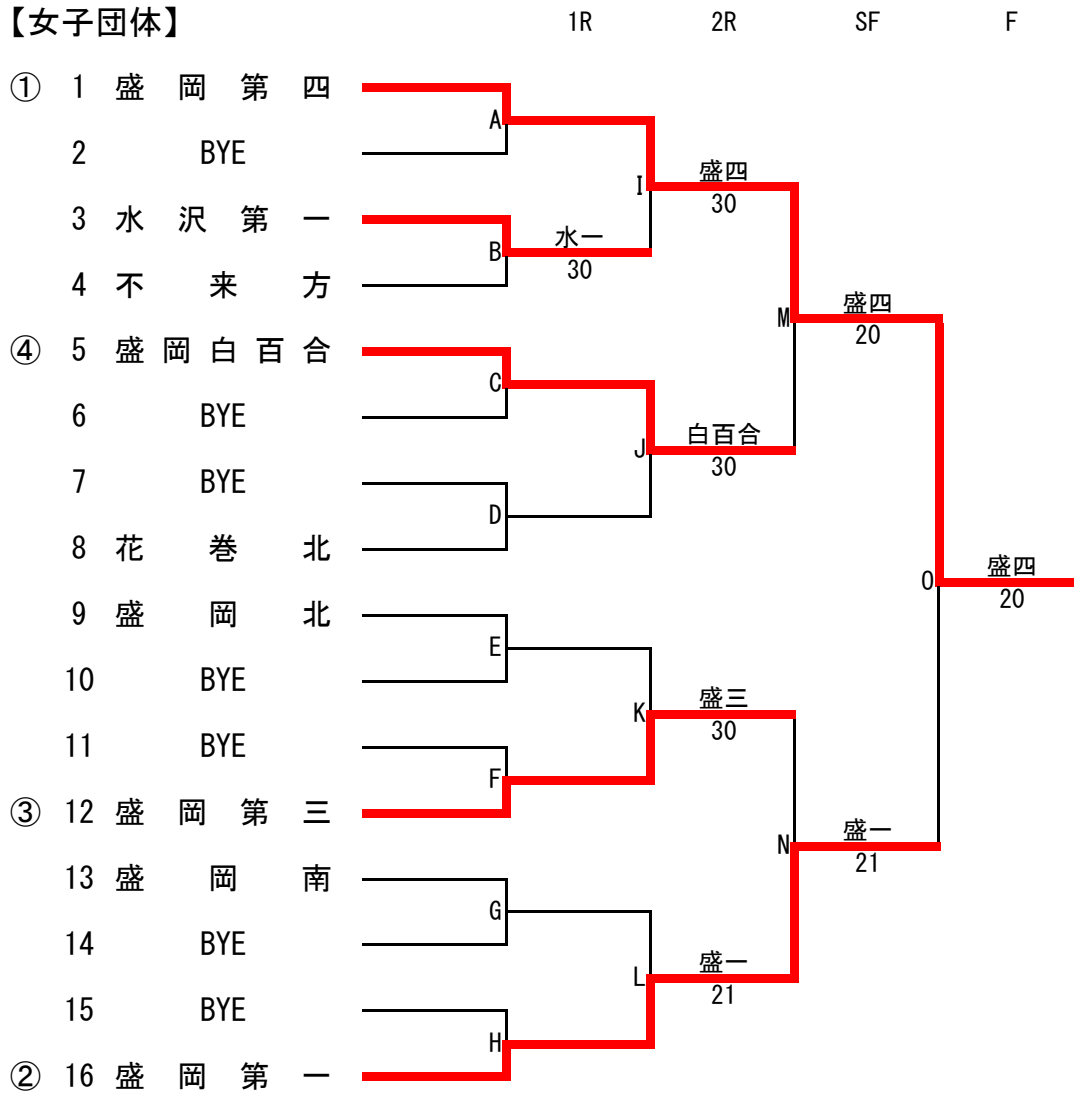 【女子団体】 1R 2R SF F
① 1 盛岡第四
A
2 BYE
盛四
I
30
3 水沢第一
水一
B
30
4 不来方
盛四
M
20
④ 5 盛岡白百合
C
6 BYE
白百合
J
30
7 BYE
D
8 花巻北
盛四
O
20
9 盛岡北
E
10 BYE
盛三
K
30
11 BYE
F
③ 12 盛岡第三
盛一
N
21
13 盛岡南
G
14 BYE
盛一
L
21
15 BYE
H
② 16 盛岡第一